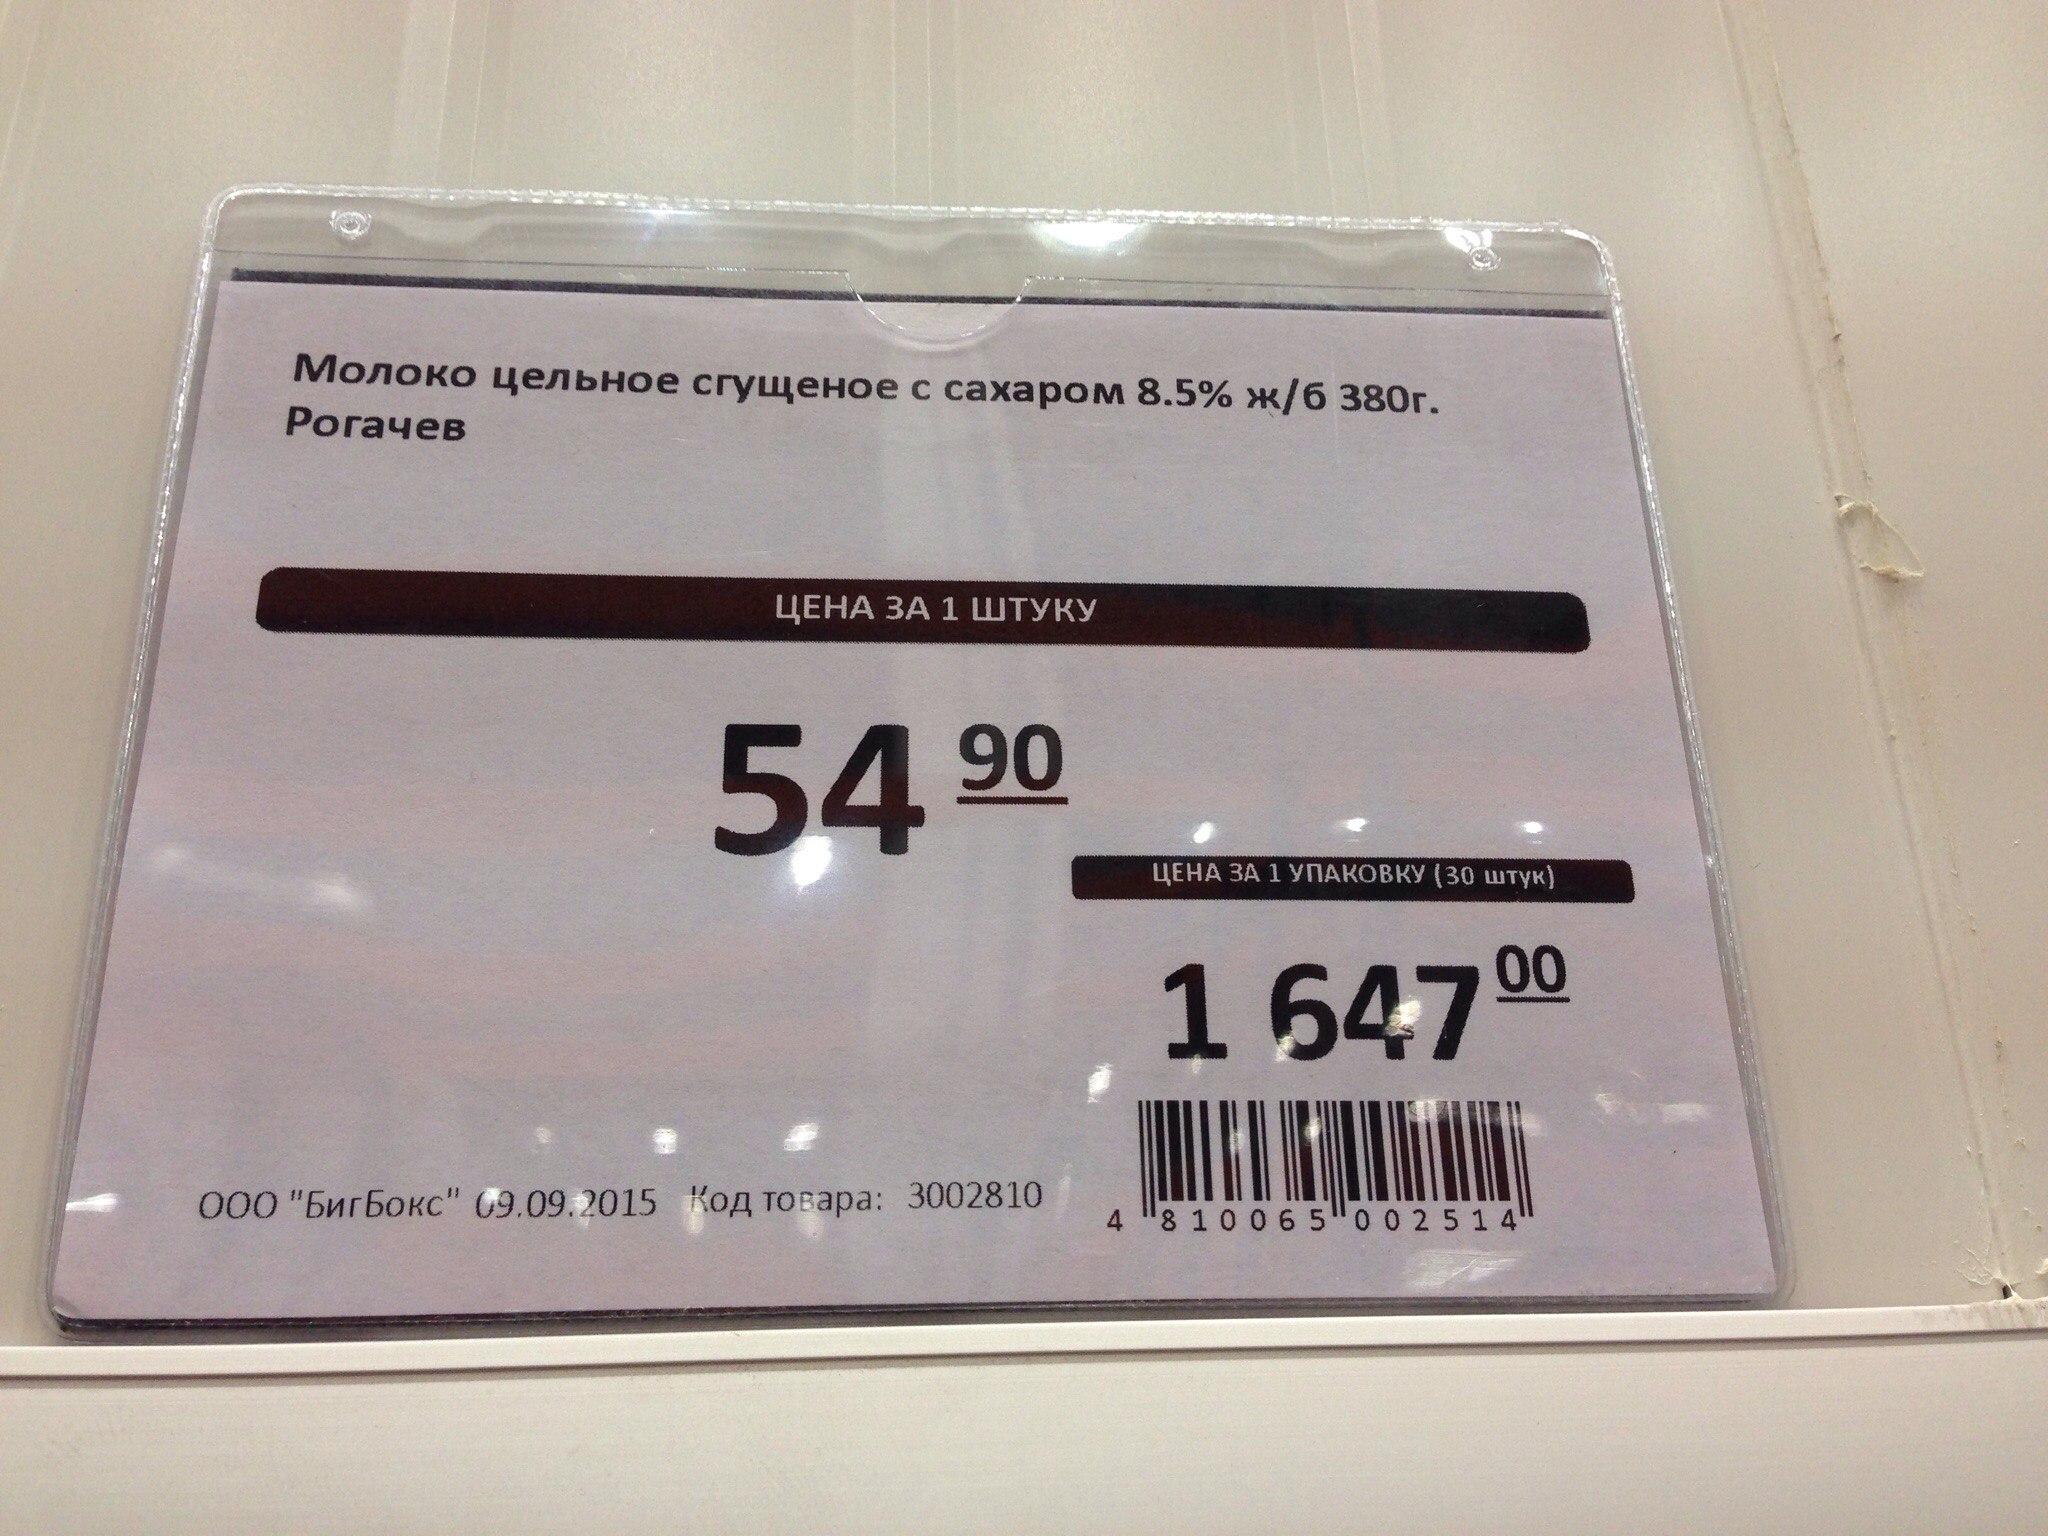 Молоко цельное сгущеное с сахаром 8.5% ж/б 380г.
Рогачев
ЦЕНА ЗА 1 ШТУКУ
54 90
ЦЕНА ЗА 1 УПАКОВКУ (30 штук)
1 647 00
ООО "БигБокс" 09.09.2015 Код товара: 3002810
4 810065 002514